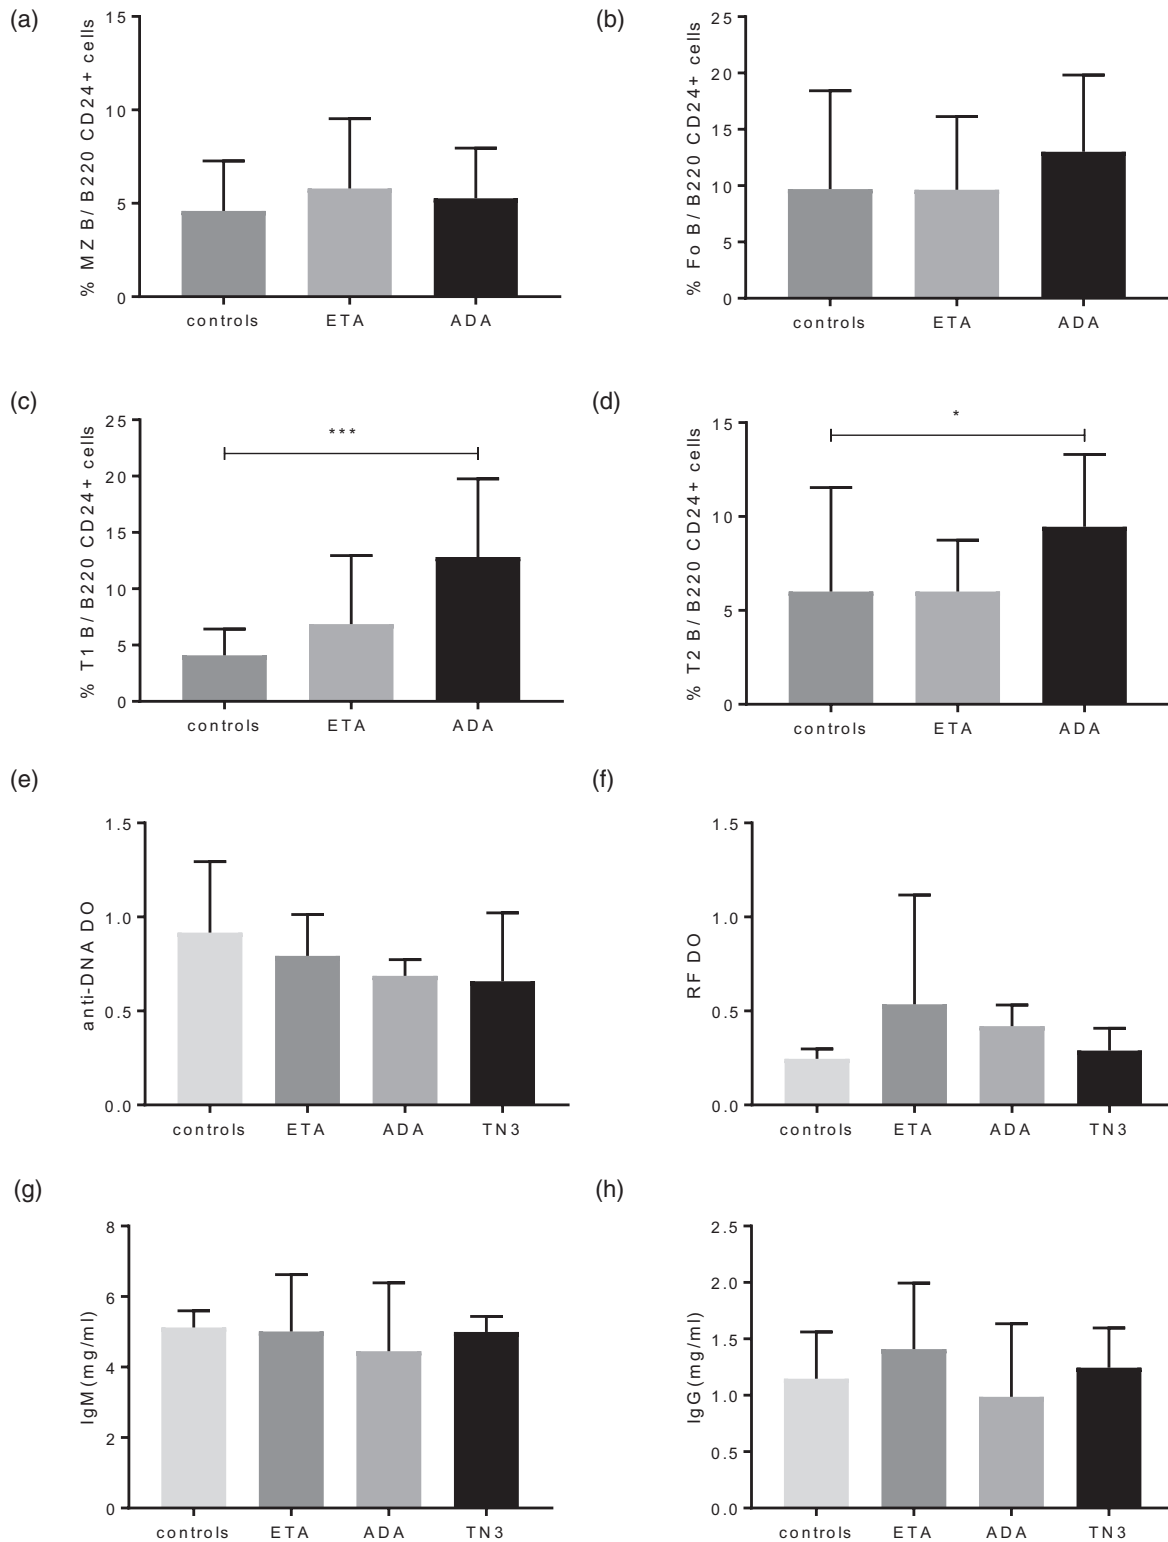 (a)
% MZ B/ B220 CD24+ cells
15
10
5
0
controls ETA ADA
(b)
% Fo B/ B220 CD24+ cells
25
20
15
10
5
0
controls ETA ADA
(c)
% T1 B/ B220 CD24+ cells
25
20
15
10
5
0
***
controls ETA ADA
(d)
% T2 B/ B220 CD24+ cells
15
10
5
0
*
controls ETA ADA
(e)
anti-DNA DO
1.5
1.0
0.5
0.0
controls ETA ADA TN3
(f)
RF DO
1.5
1.0
0.5
0.0
controls ETA ADA TN3
(g)
IgM (mg/ml)
8
6
4
2
0
controls ETA ADA TN3
(h)
IgG (mg/ml)
2.5
2.0
1.5
1.0
0.5
0.0
controls ETA ADA TN3